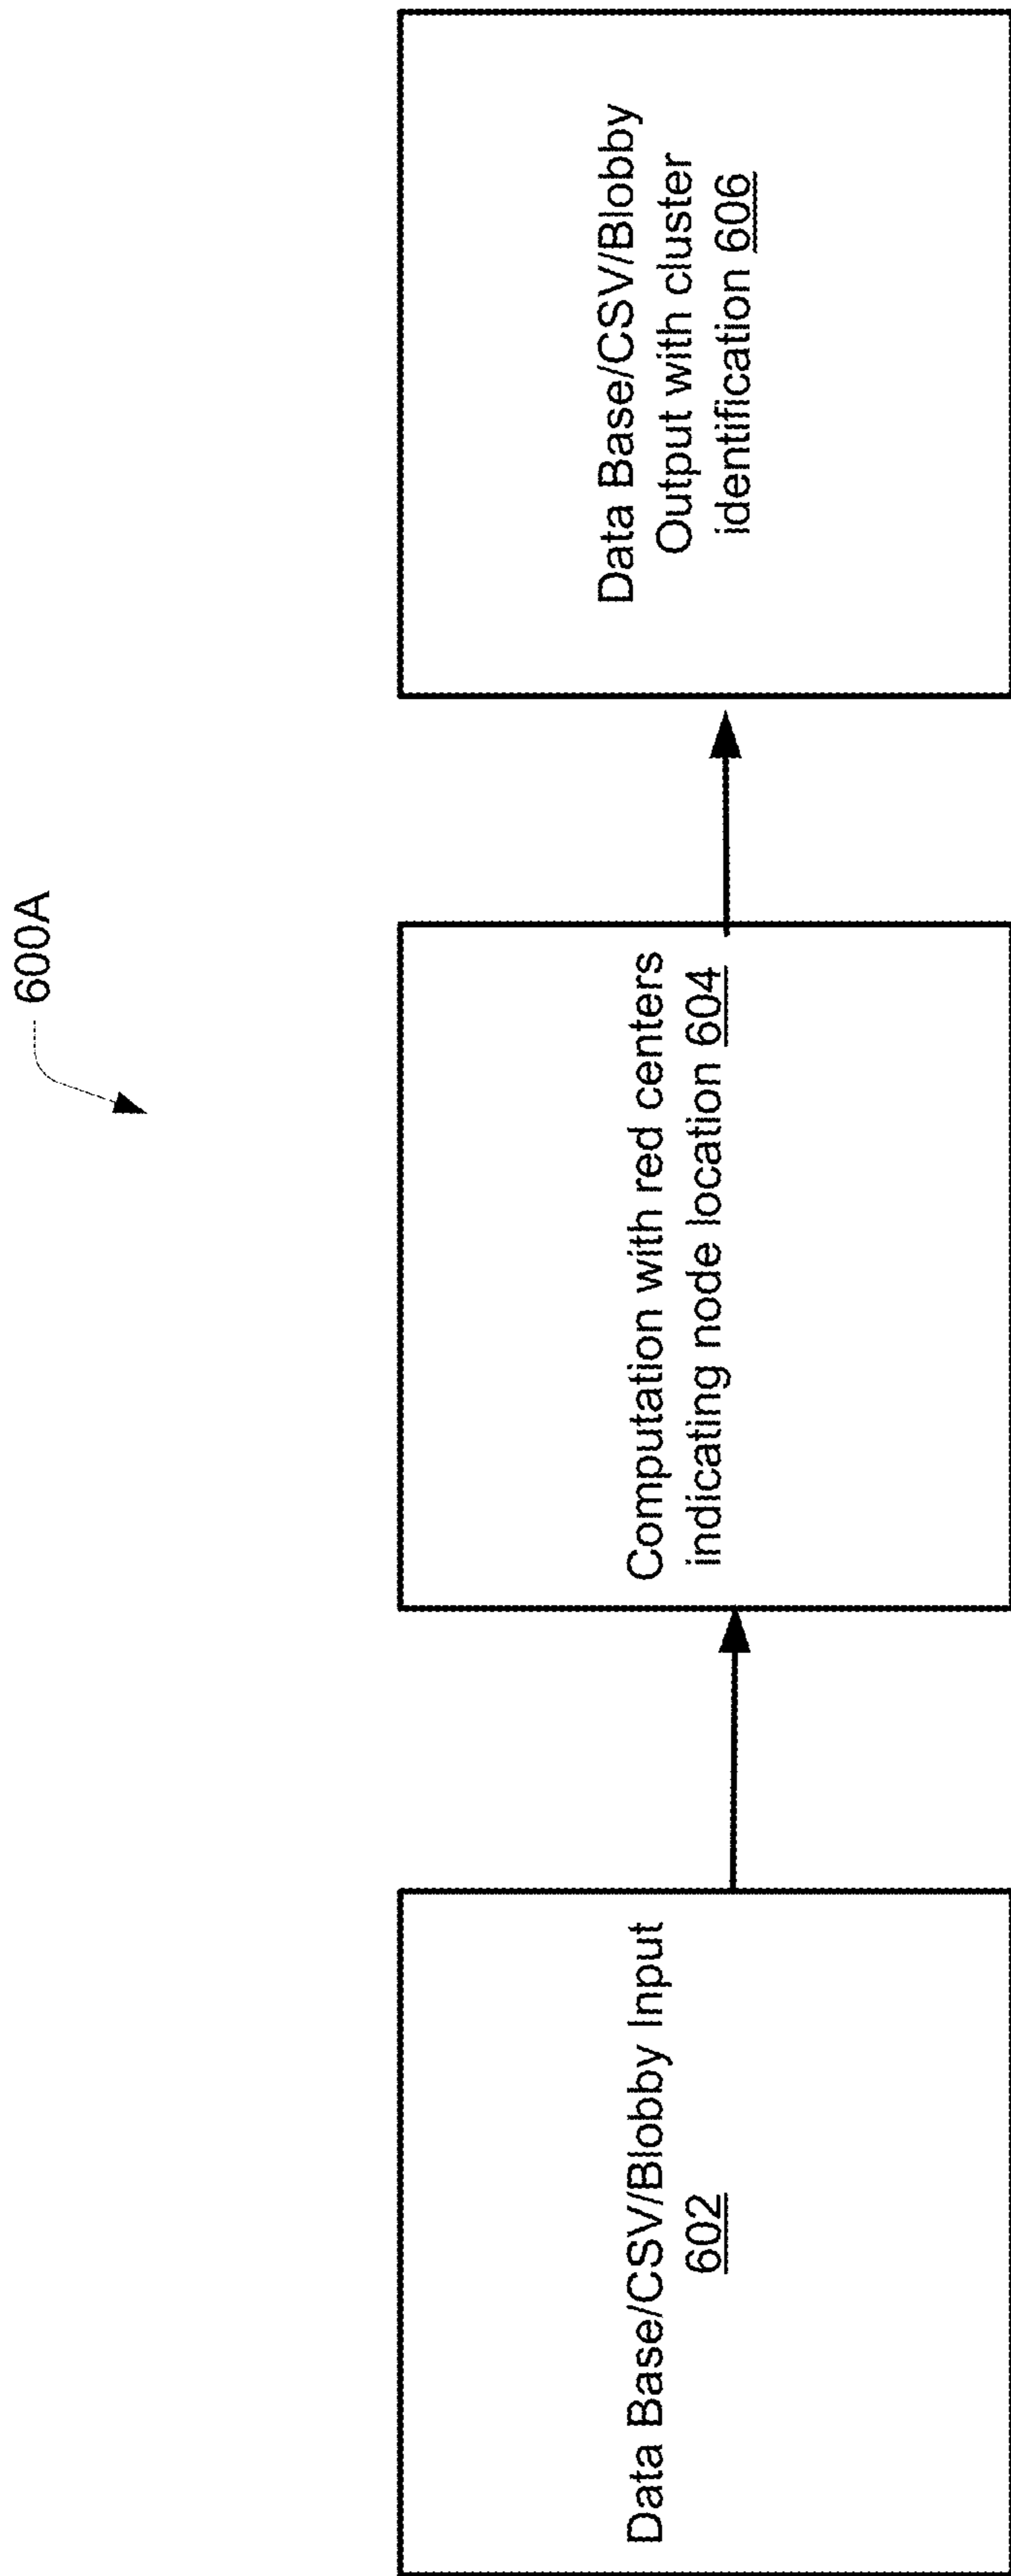 600A
Data Base/CSV/Blobby Input
602
Computation with red centers
indicating node location 604
Data Base/CSV/Blobby
Output with cluster
identification 606